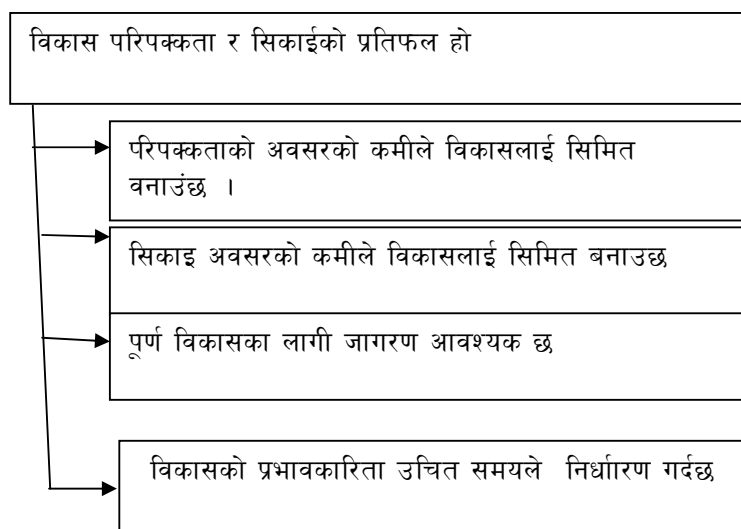 विकास परिपक्कता र सिकाईको प्रतिफल हो
परिपक्कताको अवसरको कमीले विकासलाई सिमित
वनाउंछ ।
सिकाइ अवसरको कमीले विकासलाई सिमित बनाउछ
पूर्ण विकासका लागी जागरण आवश्यक छ
विकासको प्रभावकारिता उचित समयले निर्धाारण गर्दछ